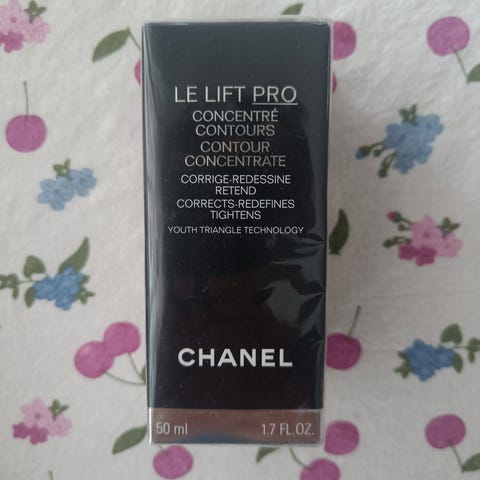 LE LIFT PRO
CONCENTRÉ
CONTOURS
CONTOUR
CONCENTRATE
CORRIGE-REDESSINE
RETEND
CORRECTS-REDEFINES
TIGHTENS
YOUTH TRIANGLE TECHNOLOGY
CHANEL
50 ml 1.7 FL.OZ.